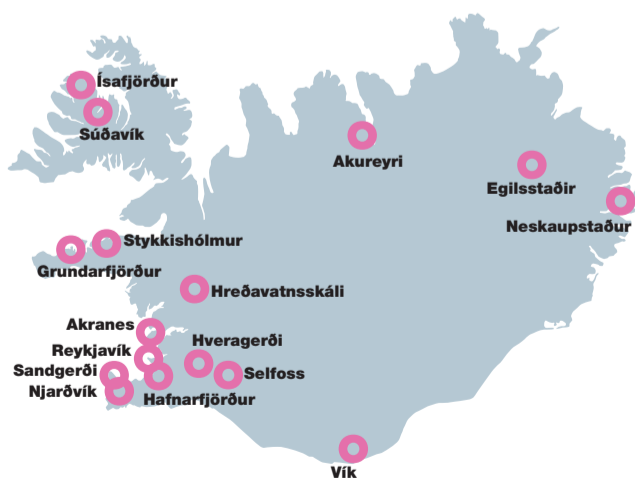 Ísafjörður
Súðavík
Akureyri
Egilsstaðir
Neskaupstaður
Stykkishólmur
Grundarfjörður
Hreðavatnsskáli
Akranes
Hveragerði
Reykjavík
Sandgerði
Selfoss
Njarðvík
Hafnarfjörður
Vík